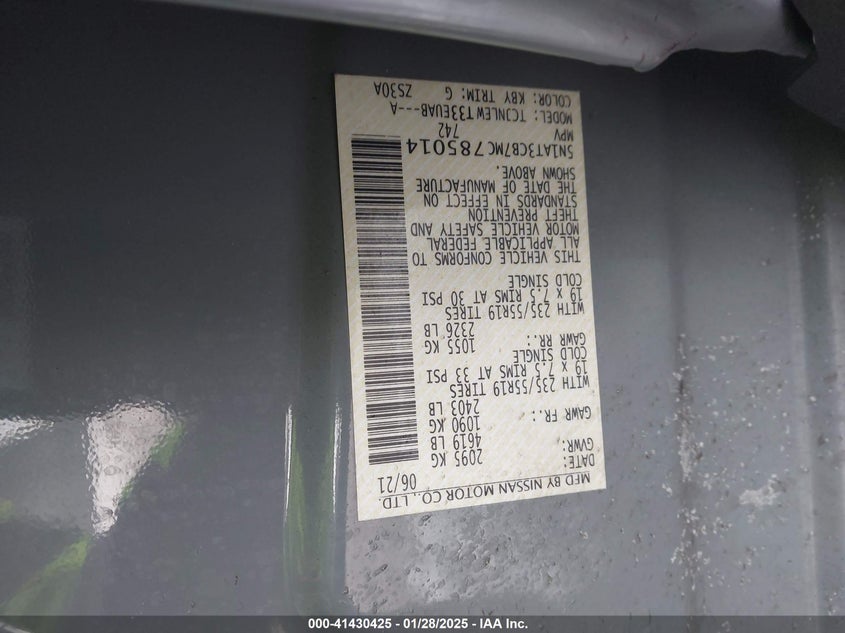 MFD BY NISSAN MOTOR CO., LTD.
DATE: 06/21
GVWR: 2095 KG
4619 LB
GAWR FR.: 1090 KG
2403 LB
WITH 235/55R19 TIRES
19 x 7.5 RIMS AT 33 PSI
COLD SINGLE
GAWR RR.: 1055 KG
2326 LB
WITH 235/55R19 TIRES
19 x 7.5 RIMS AT 30 PSI
COLD SINGLE
THIS VEHICLE CONFORMS TO
ALL APPLICABLE FEDERAL
MOTOR VEHICLE SAFETY AND
THEFT PREVENTION
STANDARDS IN EFFECT ON
THE DATE OF MANUFACTURE
SHOWN ABOVE.
5N1AT3CB7MC785014
MPV 742
MODEL: TCJNLEWT33EUAB---A
COLOR: KBY TRIM: G ZS30A
000-41430425 - 01/28/2025 - IAA Inc.